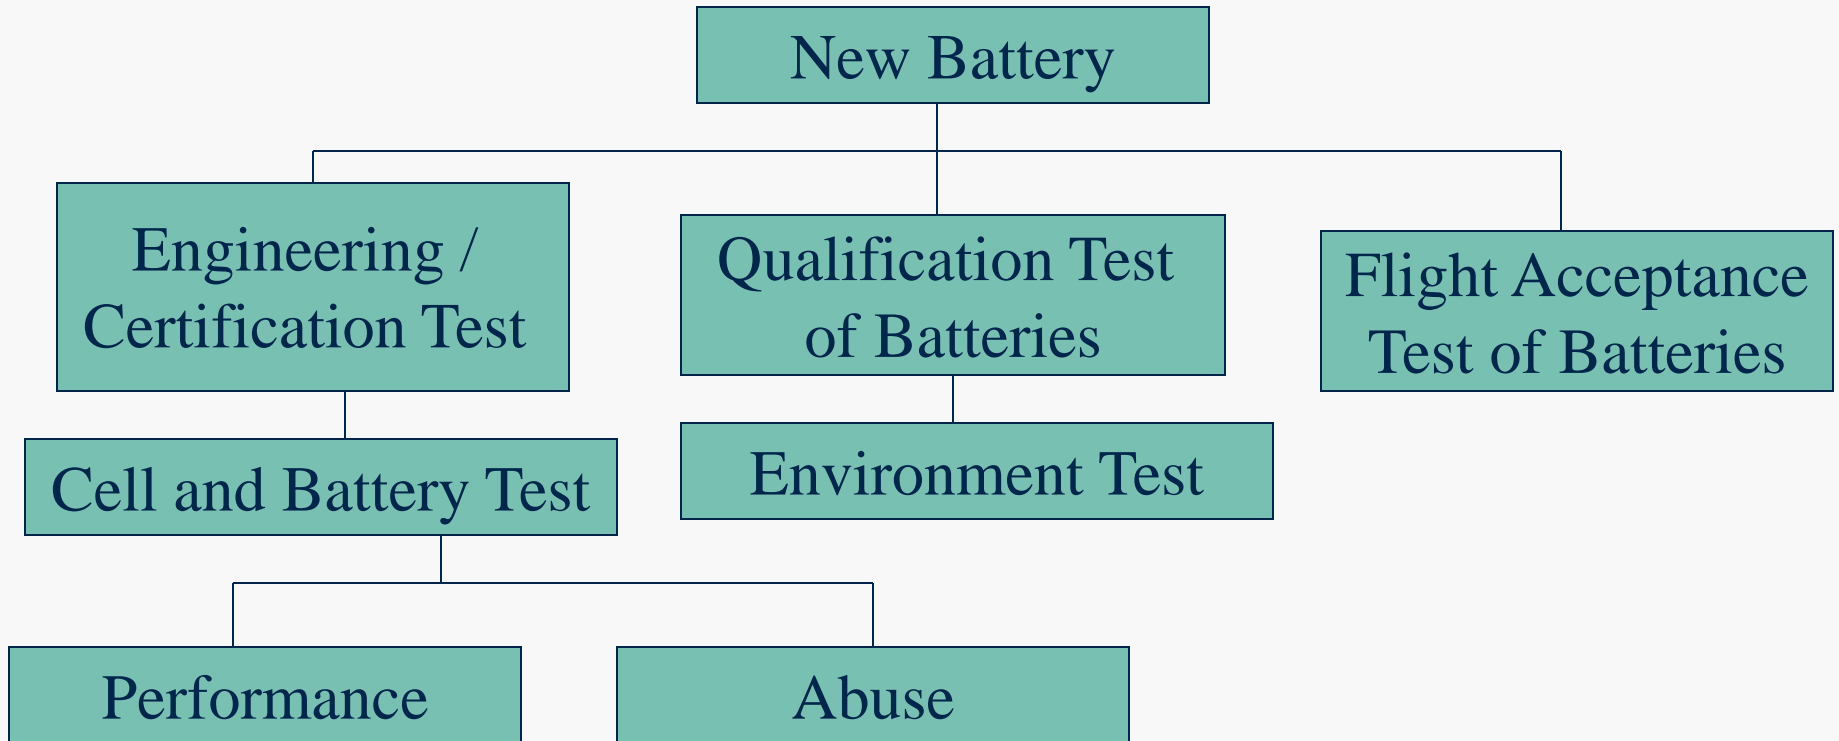 New Battery
Engineering /
Certification Test
Qualification Test
of Batteries
Flight Acceptance
Test of Batteries
Cell and Battery Test
Environment Test
Performance
Abuse